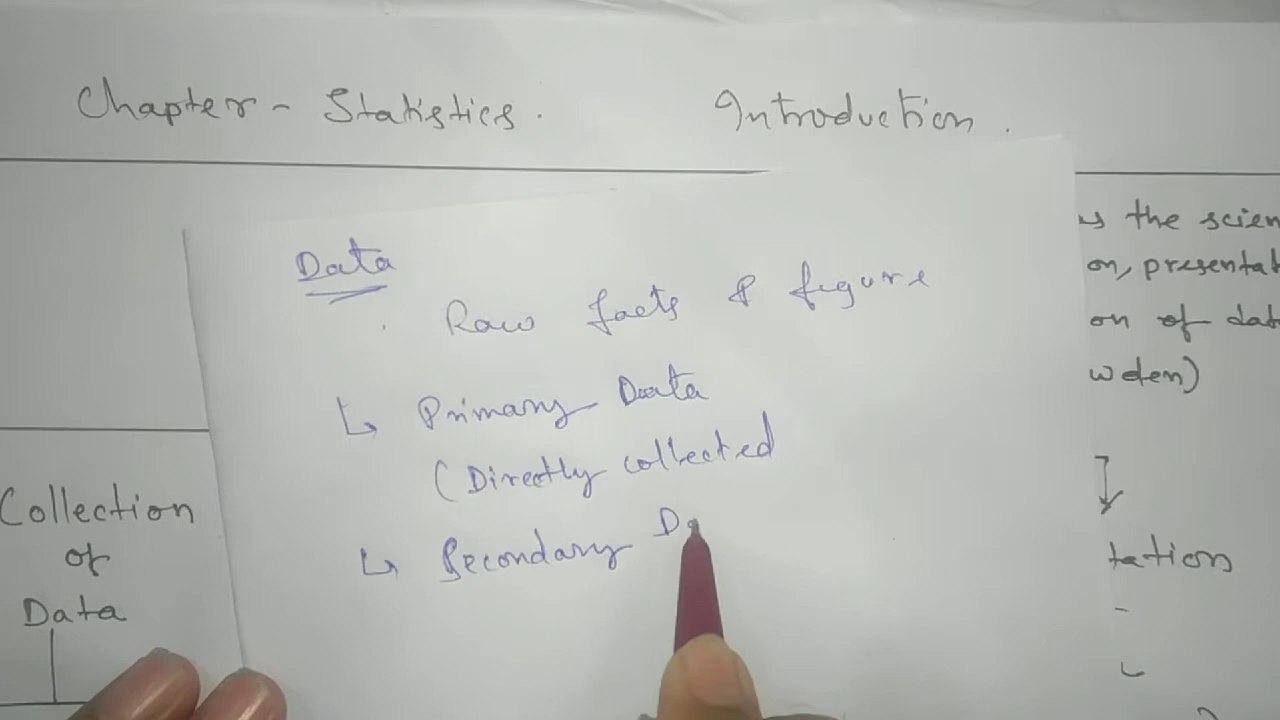 Chapter - Statistics. Introduction.
Data
Raw facts & figure
↳ Primary Data
(Directly collected
↳ Secondary Da
the scien
on, presentat
on of dat
wden)
Collection
of
Data
tation